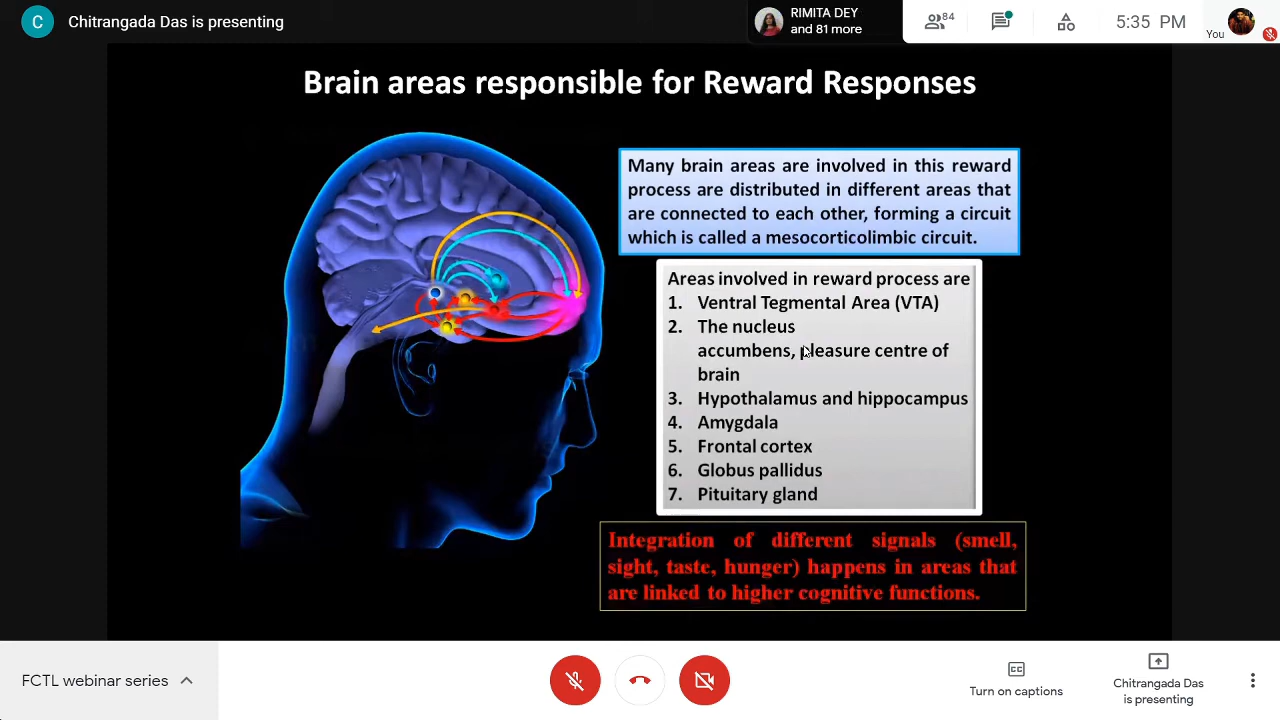 C
Chitrangada Das is presenting
RIMITA DEY
and 81 more
84
5:35 PM
You
Brain areas responsible for Reward Responses
Many brain areas are involved in this reward
process are distributed in different areas that
are connected to each other, forming a circuit
which is called a mesocorticolimbic circuit.
Areas involved in reward process are
1. Ventral Tegmental Area (VTA)
2. The nucleus
accumbens, pleasure centre of
brain
3. Hypothalamus and hippocampus
4. Amygdala
5. Frontal cortex
6. Globus pallidus
7. Pituitary gland
Integration of different signals (smell,
sight, taste, hunger) happens in areas that
are linked to higher cognitive functions.
FCTL webinar series
CC
Turn on captions
Chitrangada Das
is presenting